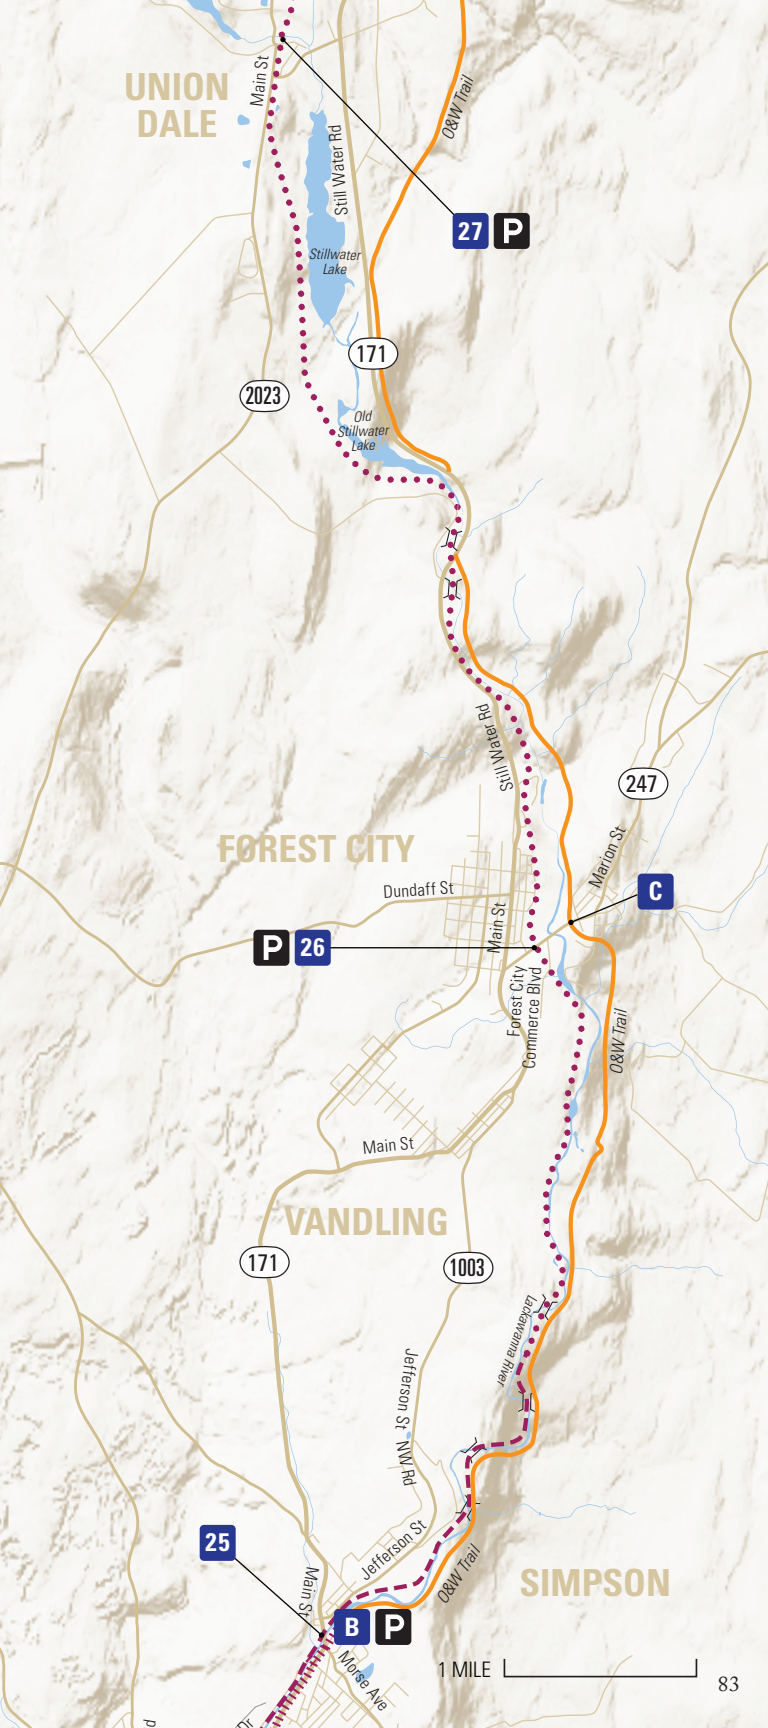 Main St
UNION
DALE
O&W Trail
Still Water Rd
27 P
Stillwater
Lake
171
2023
Old
Stillwater
Lake
Still Water Rd
247
FOREST CITY
Marion St
Dundaff St
C
Main St
P 26
Forest City
Commerce Blvd
O&W Trail
Main St
VANDLING
171
1003
Lackawanna River
Jefferson St
NW Rd
25
Jefferson St
O&W Trail
SIMPSON
Main St
B P
Morse Ave
1 MILE
83
Dr
d